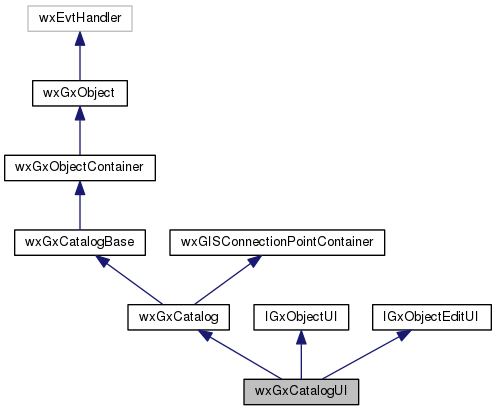 wxEvtHandler
wxGxObject
wxGxObjectContainer
wxGxCatalogBase
wxGISConnectionPointContainer
wxGxCatalog
IGxObjectUI
IGxObjectEditUI
wxGxCatalogUI